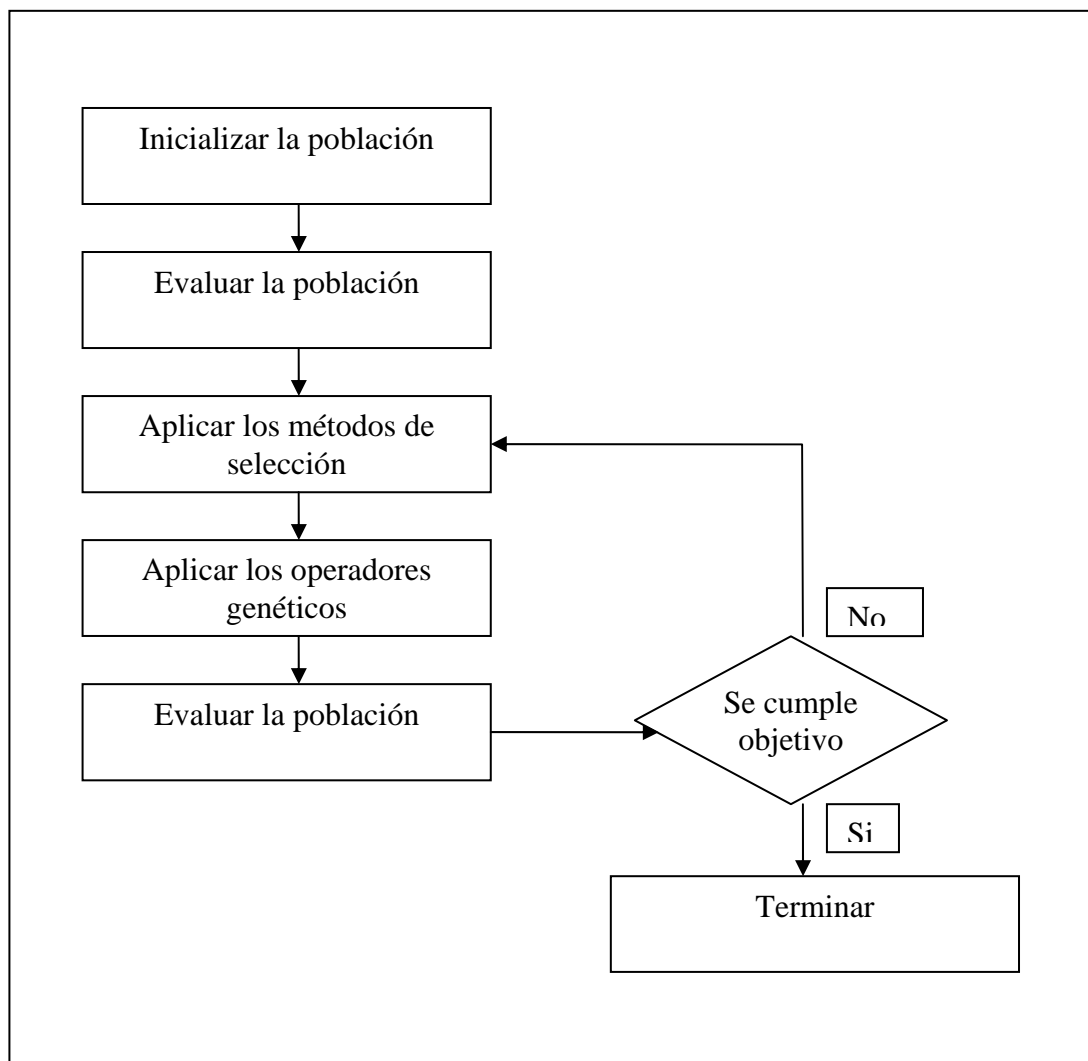 Inicializar la población
Evaluar la población
Aplicar los métodos de
selección
Aplicar los operadores
genéticos
Evaluar la población
No
Se cumple
objetivo
Si
Terminar